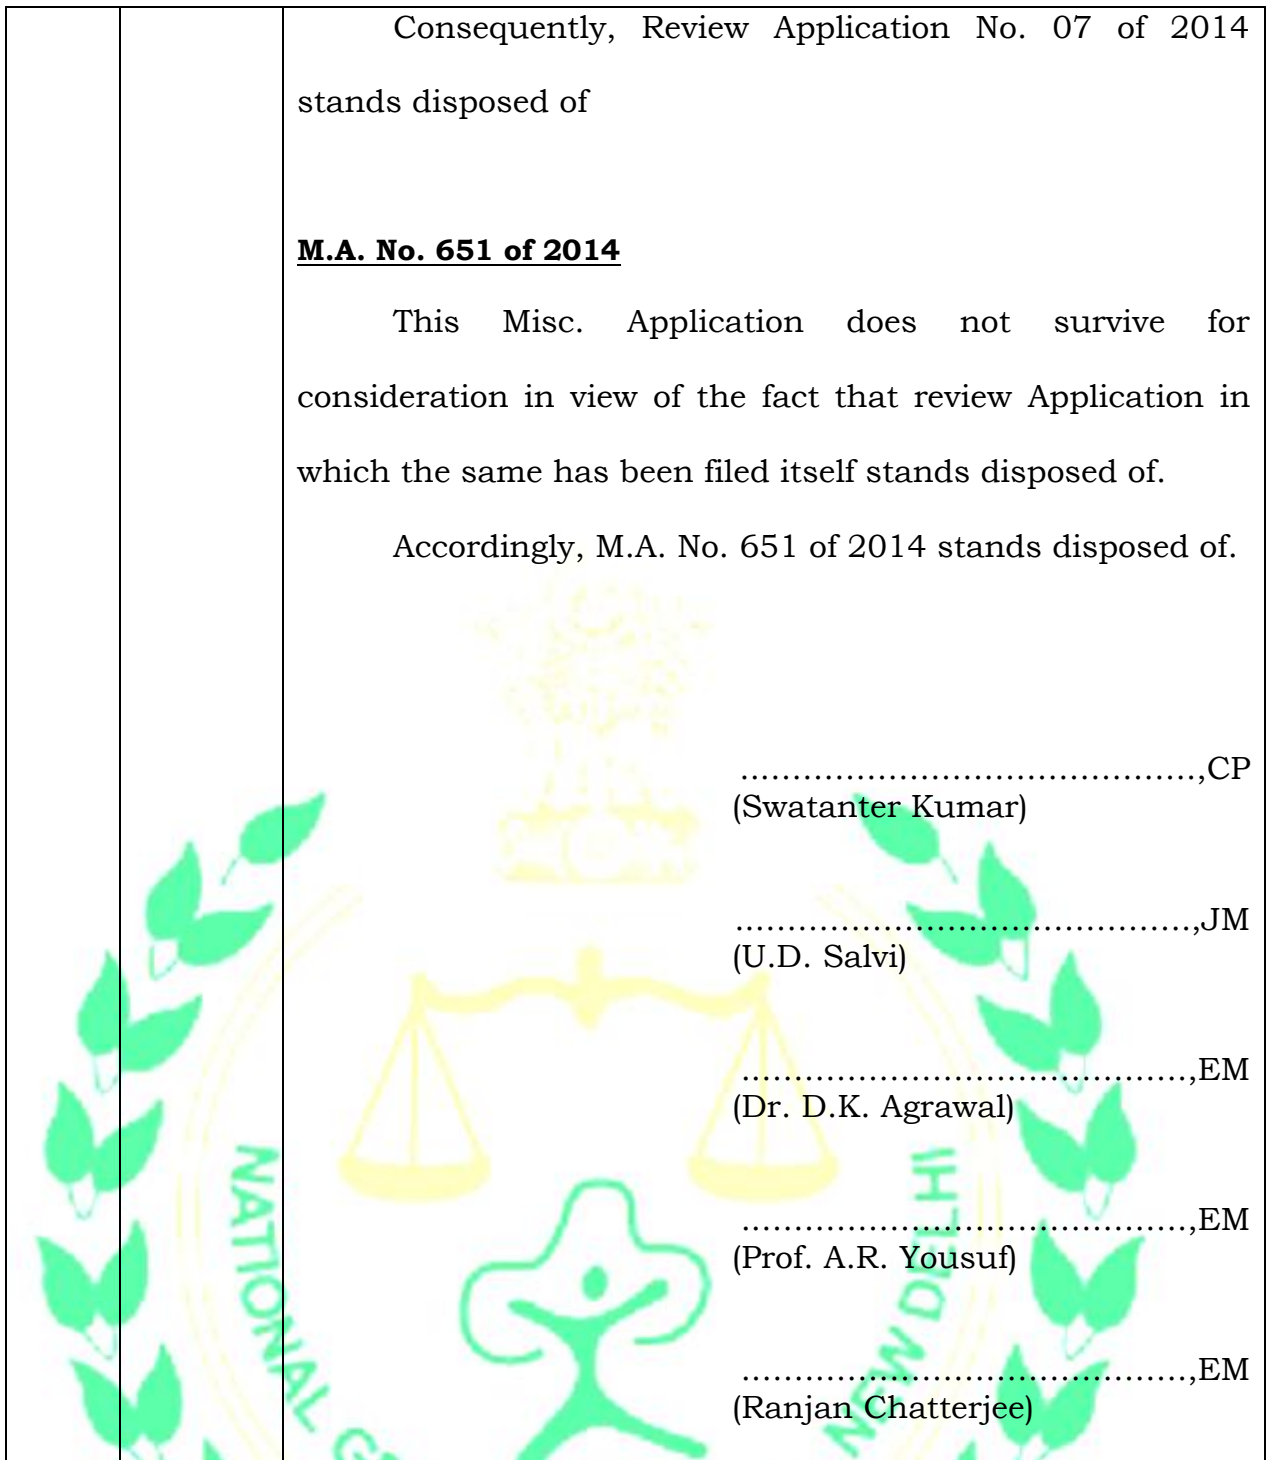 Consequently, Review Application No. 07 of 2014
stands disposed of
M.A. No. 651 of 2014
This Misc. Application does not survive for
consideration in view of the fact that review Application in
which the same has been filed itself stands disposed of.
Accordingly, M.A. No. 651 of 2014 stands disposed of.
..........................................,CP
(Swatanter Kumar)
..........................................,JM
(U.D. Salvi)
..........................................,EM
(Dr. D.K. Agrawal)
..........................................,EM
(Prof. A.R. Yousuf)
..........................................,EM
(Ranjan Chatterjee)
NATIONAL
NEW DELHI